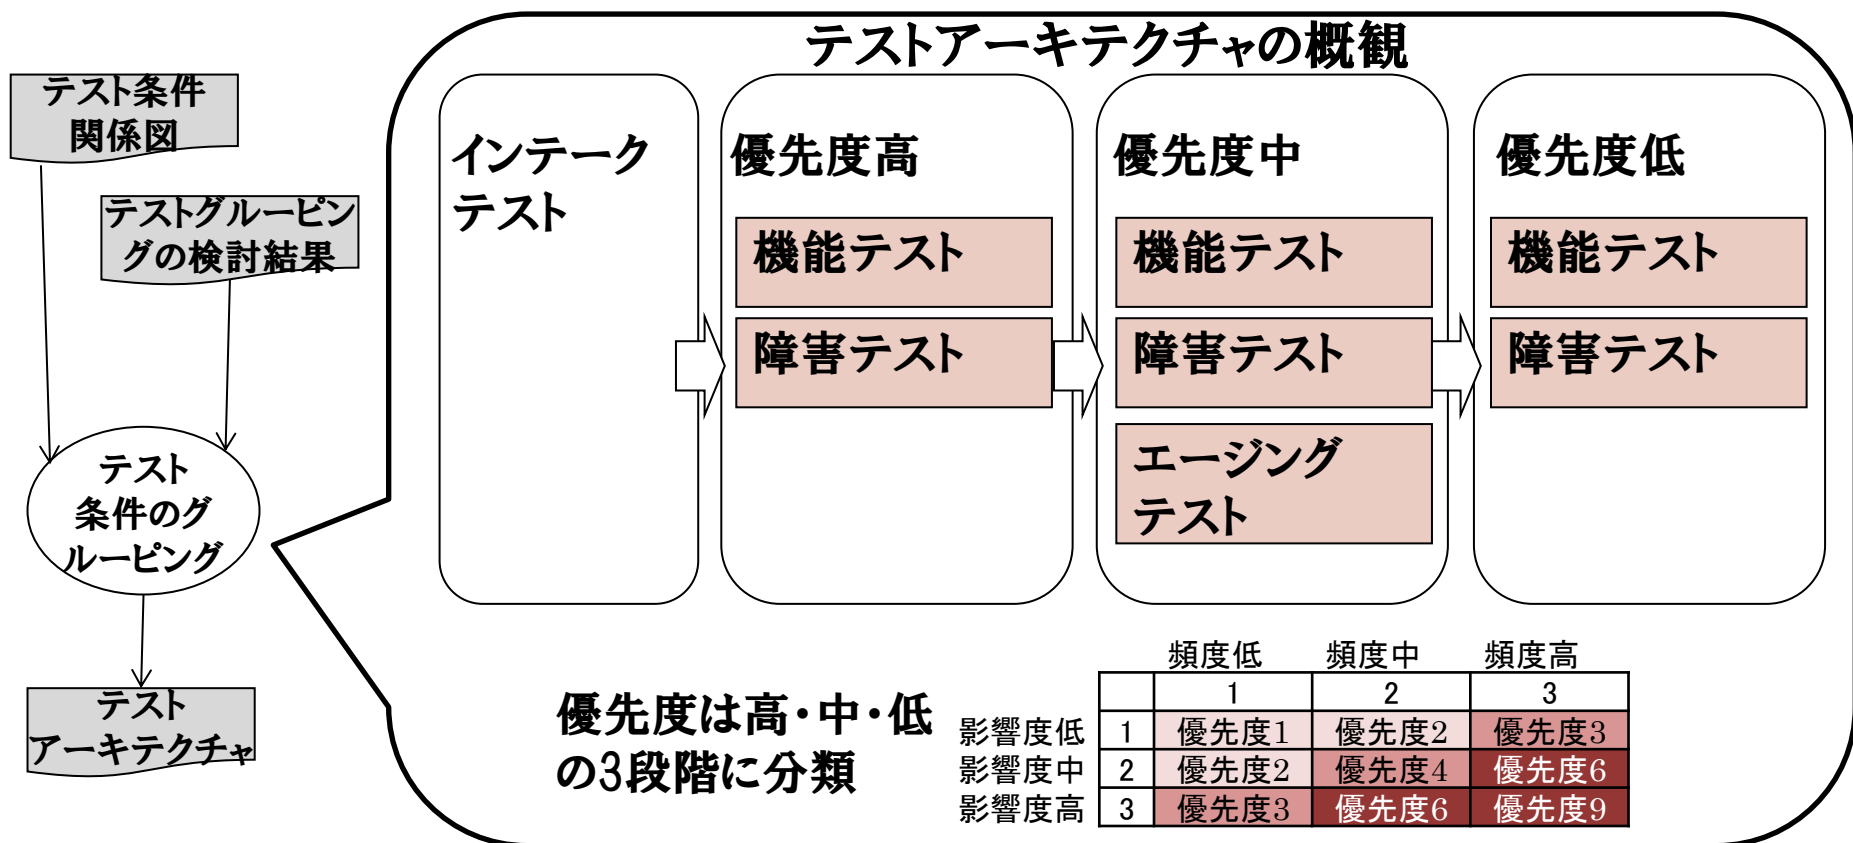 テストアーキテクチャの概観
テスト条件
関係図
テストグルーピン
グの検討結果
テスト
条件のグ
ルーピング
テスト
アーキテクチャ
インテーク
テスト
優先度高
機能テスト
障害テスト
優先度中
機能テスト
障害テスト
エージング
テスト
優先度低
機能テスト
障害テスト
優先度は高・中・低
の3段階に分類
頻度低 頻度中 頻度高
1 2 3
影響度低 1 優先度1 優先度2 優先度3
影響度中 2 優先度2 優先度4 優先度6
影響度高 3 優先度3 優先度6 優先度9